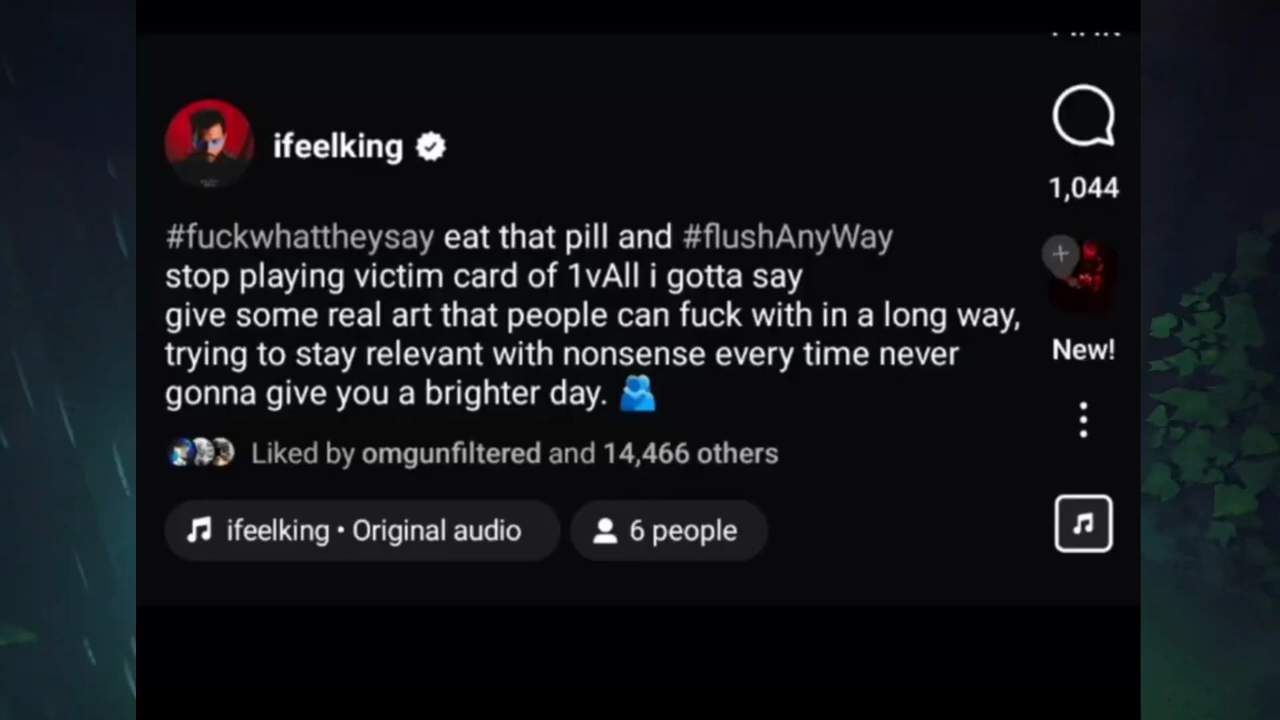 ifeelking
#fuckwhattheysay eat that pill and #flushAnyWay
stop playing victim card of 1vAll i gotta say
give some real art that people can fuck with in a long way,
trying to stay relevant with nonsense every time never
gonna give you a brighter day. 🫂
Liked by omgunfiltered and 14,466 others
ifeelking • Original audio
6 people
1,044
New!